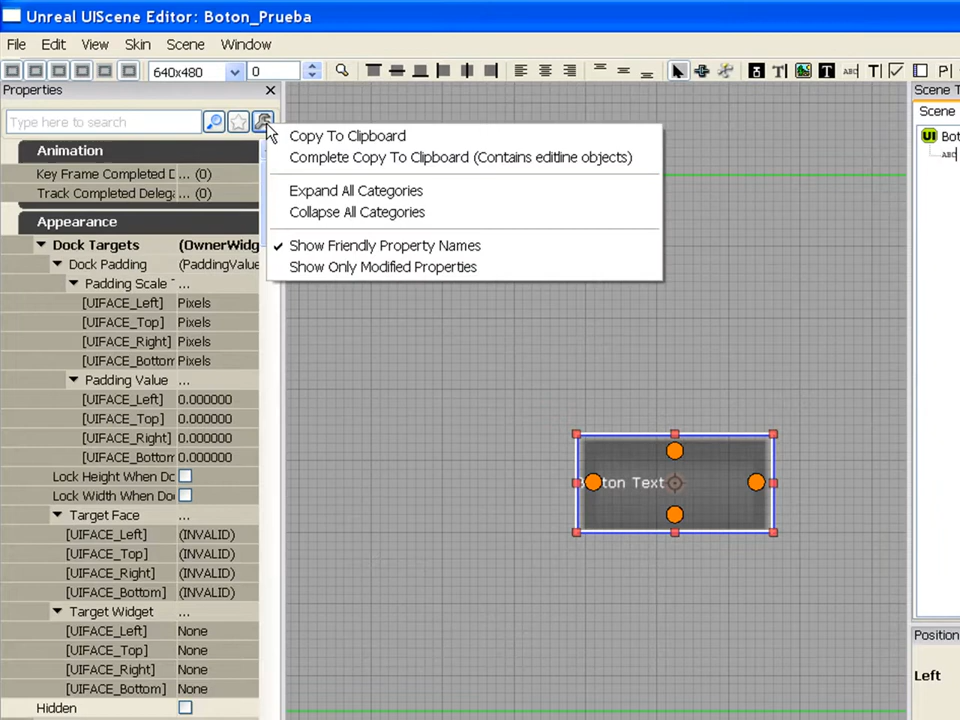 Unreal UIScene Editor: Boton_Prueba
File Edit View Skin Scene Window
640x480 0
Properties
Type here to search
Animation
Key Frame Completed D ... (0)
Track Completed Delega ... (0)
Appearance
Dock Targets (OwnerWidg
Dock Padding (PaddingValue
Padding Scale T ...
[UIFACE_Left] Pixels
[UIFACE_Top] Pixels
[UIFACE_Right] Pixels
[UIFACE_Bottom Pixels
Padding Value ...
[UIFACE_Left] 0.000000
[UIFACE_Top] 0.000000
[UIFACE_Right] 0.000000
[UIFACE_Bottom 0.000000
Lock Height When Do
Lock Width When Do
Target Face ...
[UIFACE_Left] (INVALID)
[UIFACE_Top] (INVALID)
[UIFACE_Right] (INVALID)
[UIFACE_Bottom] (INVALID)
Target Widget ...
[UIFACE_Left] None
[UIFACE_Top] None
[UIFACE_Right] None
[UIFACE_Bottom] None
Hidden
Copy To Clipboard
Complete Copy To Clipboard (Contains editline objects)
Expand All Categories
Collapse All Categories
Show Friendly Property Names
Show Only Modified Properties
ton Text
Scene T
Scene
UI Bot
ABC
Position
Left